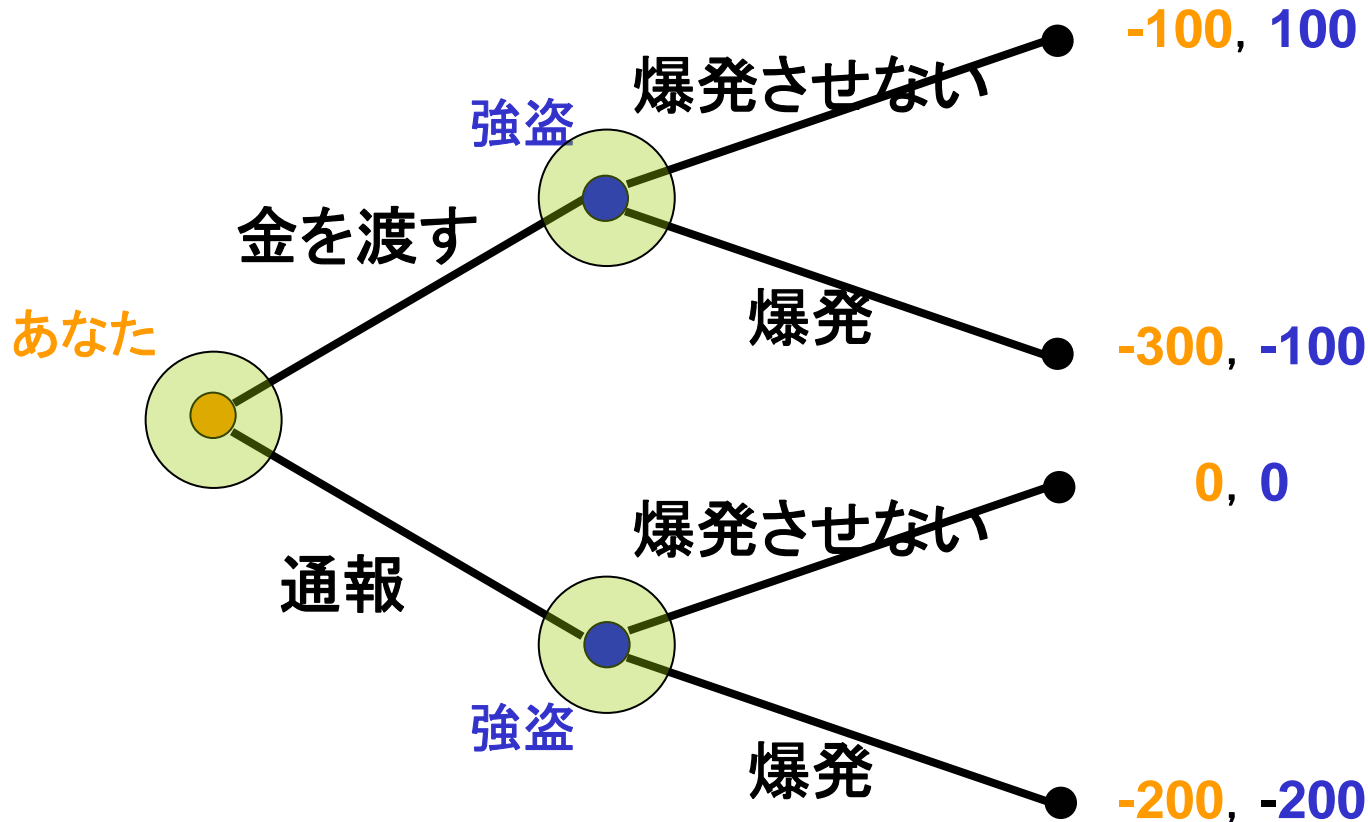 -100, 100
爆発させない
強盗
金を渡す
爆発
-300, -100
あなた
0, 0
爆発させない
通報
強盗
爆発
-200, -200